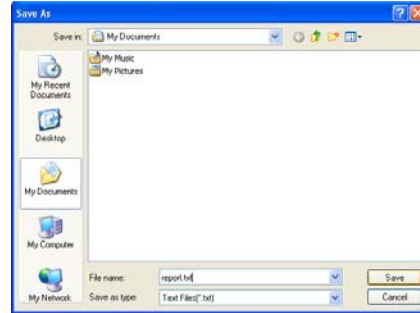 Save As
Save in: My Documents
My Music
My Pictures
My Recent
Documents
Desktop
My Documents
My Computer
My Network
File name: report.txt Save
Save as type: Text Files(*.txt) Cancel